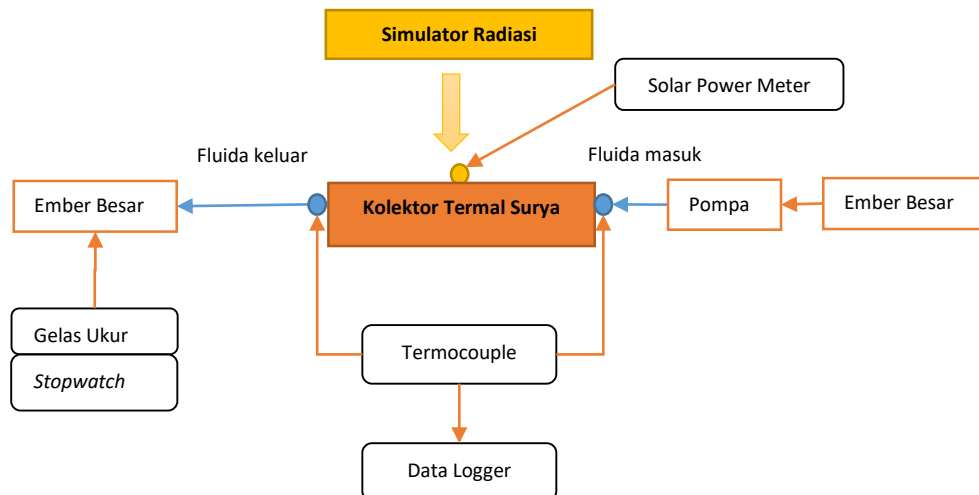 Simulator Radiasi
Solar Power Meter
Fluida keluar
Fluida masuk
Ember Besar
Kolektor Termal Surya
Pompa
Ember Besar
Gelas Ukur
Stopwatch
Termocouple
Data Logger